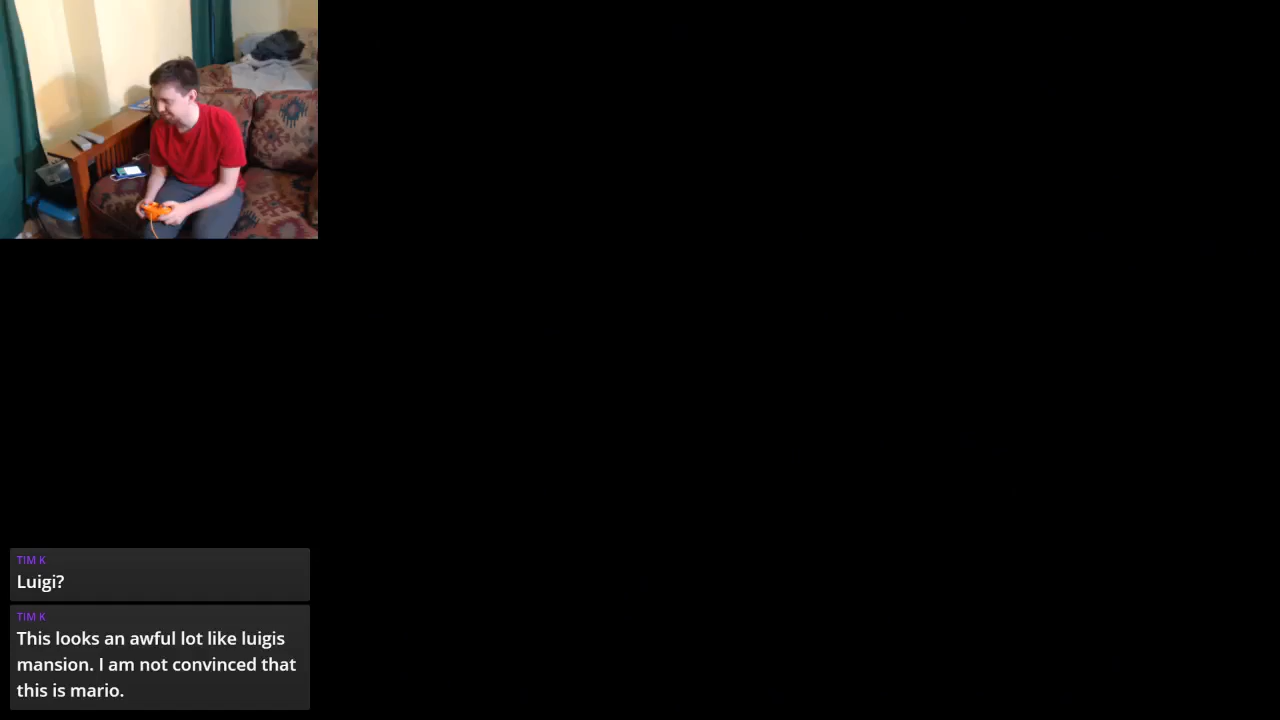 TIM K
Luigi?
TIM K
This looks an awful lot like luigis
mansion. I am not convinced that
this is mario.